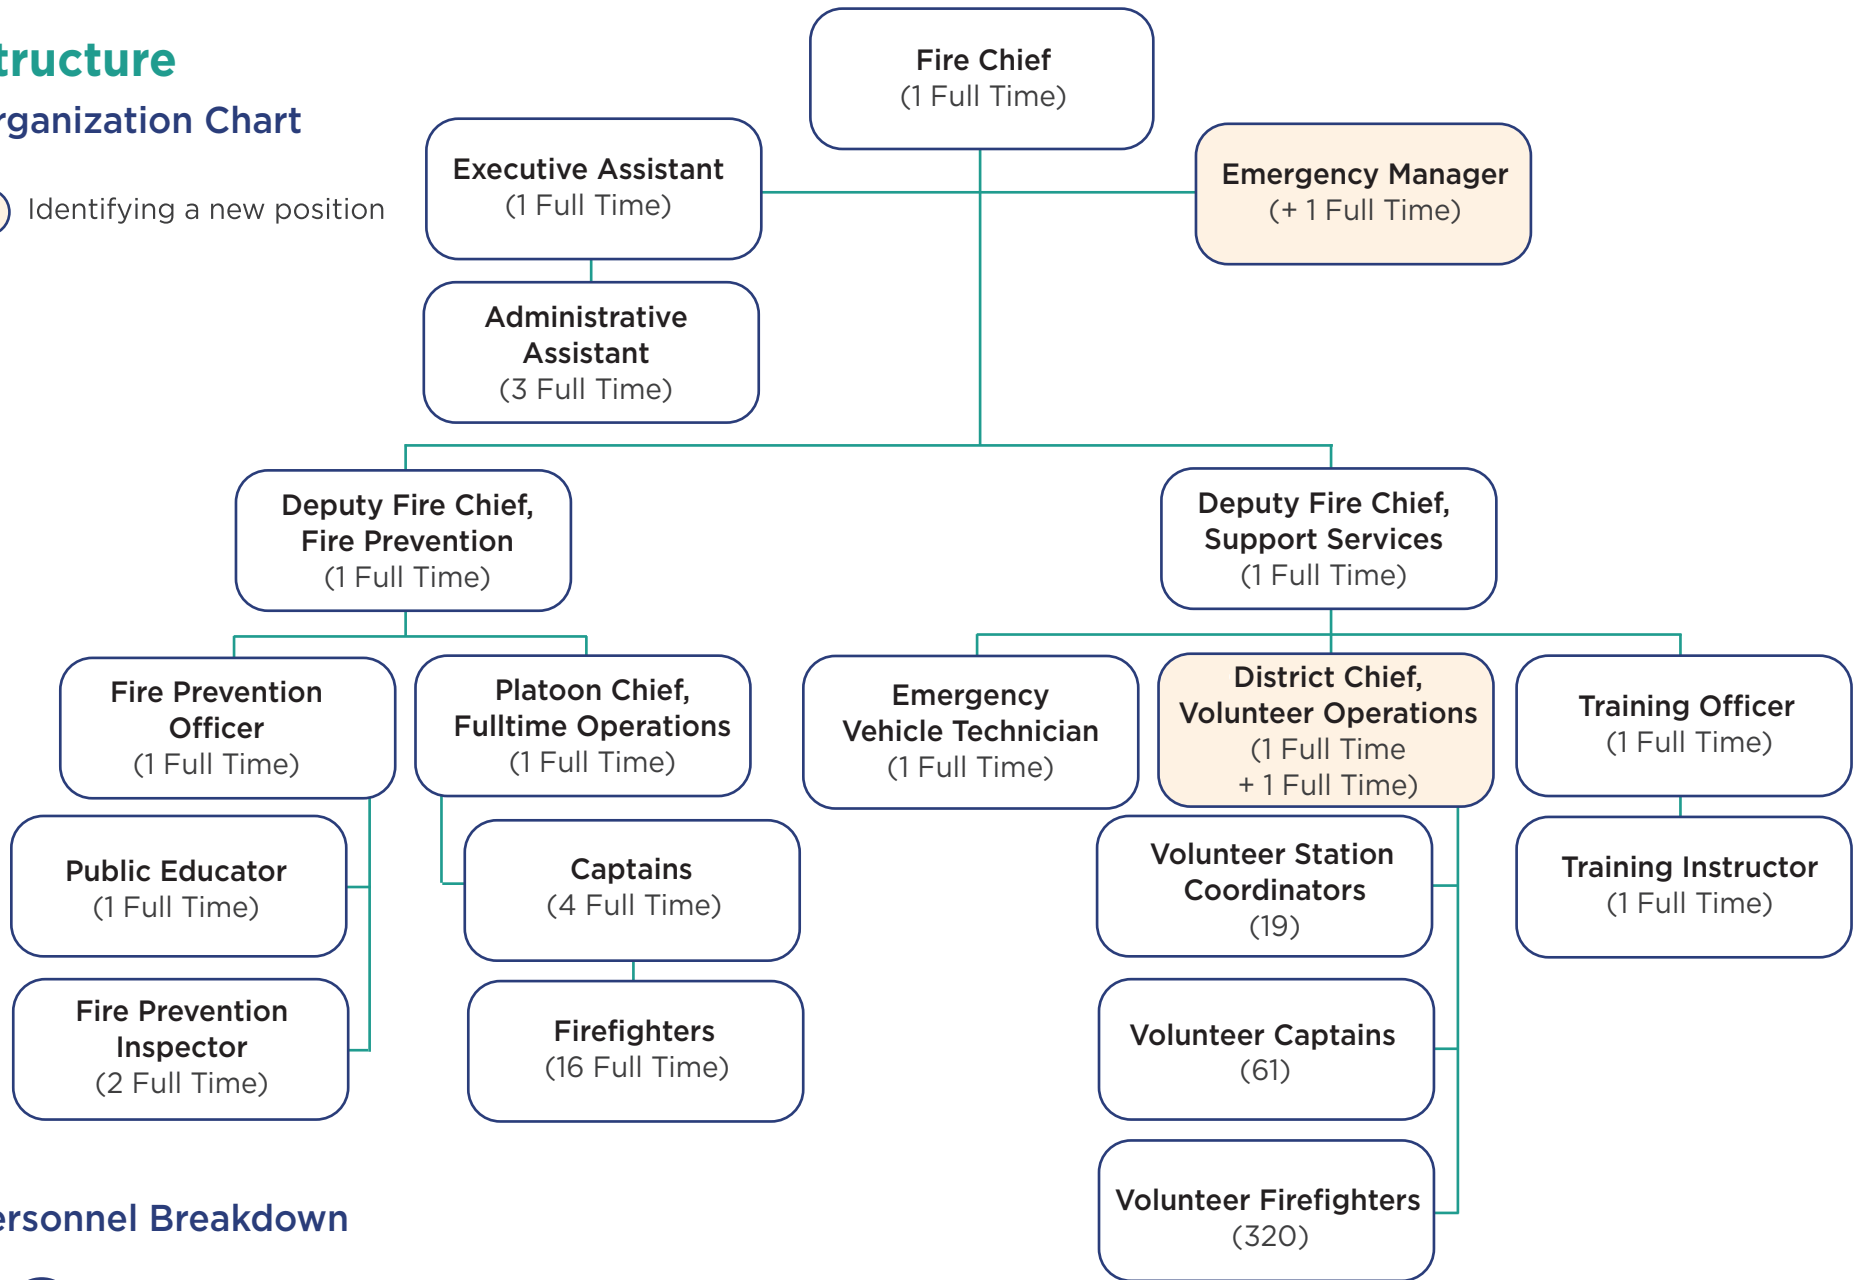 tructure
rganization Chart
Identifying a new position
Fire Chief
(1 Full Time)
Executive Assistant
(1 Full Time)
Emergency Manager
(+ 1 Full Time)
Administrative
Assistant
(3 Full Time)
Deputy Fire Chief,
Fire Prevention
(1 Full Time)
Deputy Fire Chief,
Support Services
(1 Full Time)
Fire Prevention
Officer
(1 Full Time)
Platoon Chief,
Fulltime Operations
(1 Full Time)
Emergency
Vehicle Technician
(1 Full Time)
District Chief,
Volunteer Operations
(1 Full Time
+ 1 Full Time)
Training Officer
(1 Full Time)
Public Educator
(1 Full Time)
Captains
(4 Full Time)
Volunteer Station
Coordinators
(19)
Training Instructor
(1 Full Time)
Fire Prevention
Inspector
(2 Full Time)
Firefighters
(16 Full Time)
Volunteer Captains
(61)
Volunteer Firefighters
(320)
ersonnel Breakdown